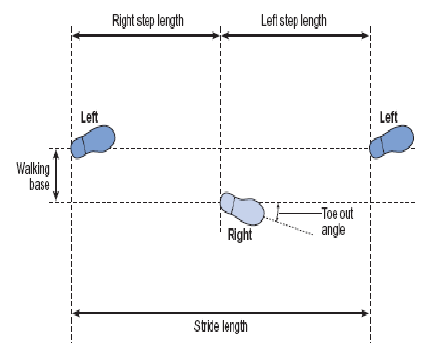 Right step length
Left step length
Left
Left
Walking
base
Toe out
angle
Right
Stride length